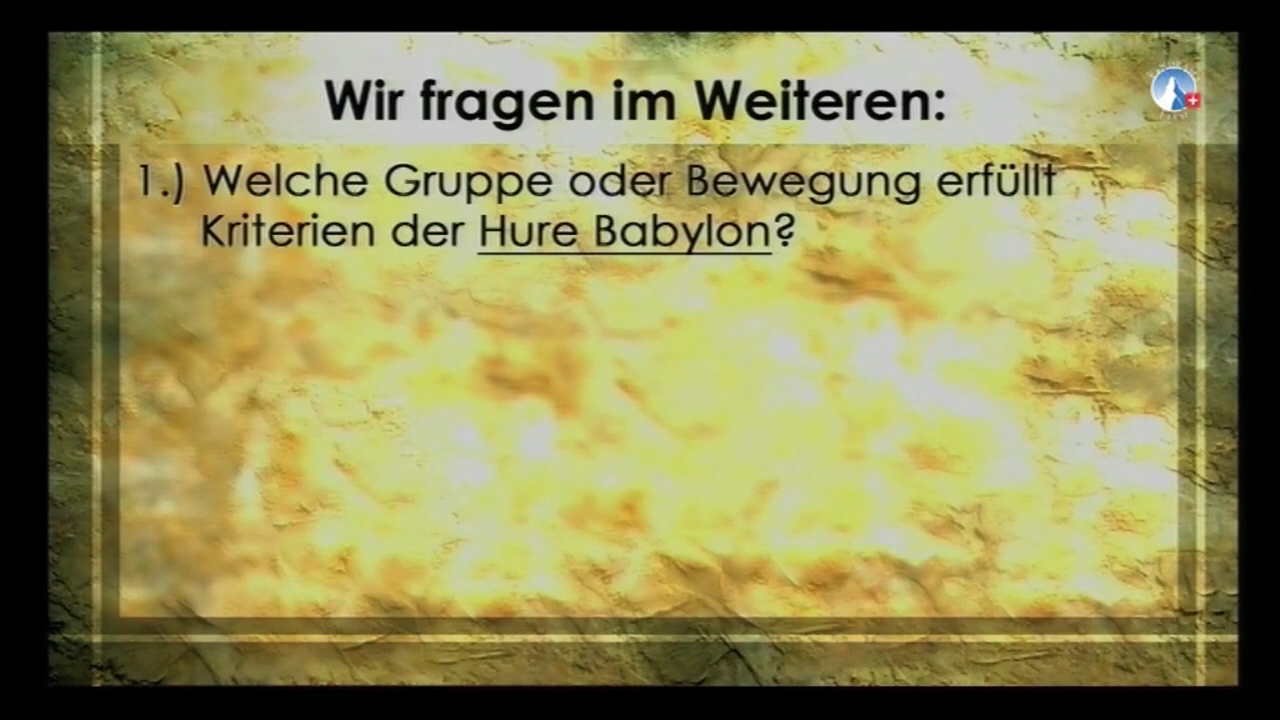 Wir fragen im Weiteren:
1.) Welche Gruppe oder Bewegung erfüllt
Kriterien der Hure Babylon?